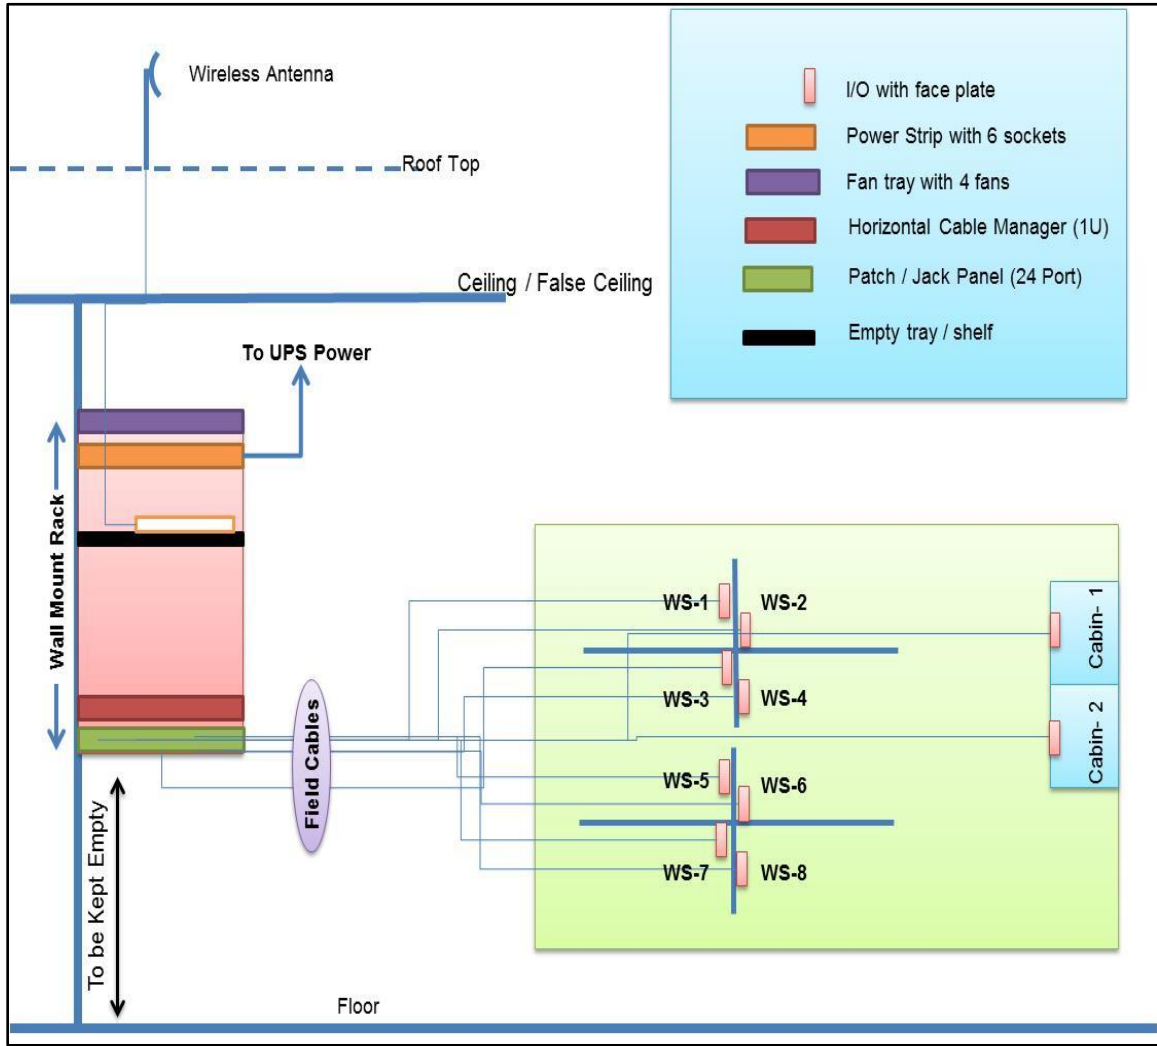 Wireless Antenna
Roof Top
Ceiling / False Ceiling
To UPS Power
I/O with face plate
Power Strip with 6 sockets
Fan tray with 4 fans
Horizontal Cable Manager (1U)
Patch / Jack Panel (24 Port)
Empty tray / shelf
Wall Mount Rack
Field Cables
To be Kept Empty
WS-1
WS-2
WS-3
WS-4
WS-5
WS-6
WS-7
WS-8
Cabin- 1
Cabin- 2
Floor